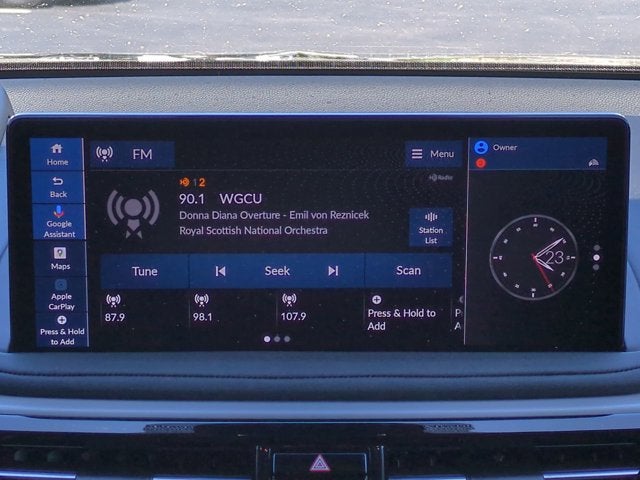 Home
Back
Google
Assistant
Maps
Apple
CarPlay
Press & Hold
to Add
FM
Menu
HD Radio
1 2
90.1 WGCU
Donna Diana Overture - Emil von Reznicek
Royal Scottish National Orchestra
Station
List
Tune
Seek
Scan
87.9
98.1
107.9
Press & Hold to
Add
Owner
23